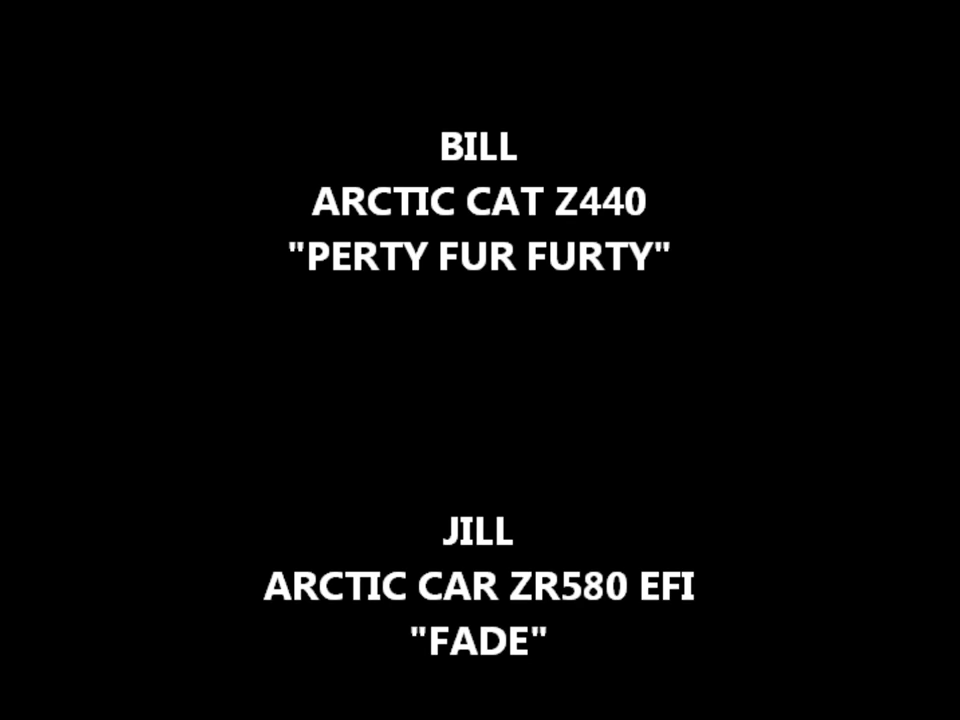 BILL
ARCTIC CAT Z440
"PERTY FUR FURTY"
JILL
ARCTIC CAR ZR580 EFI
"FADE"